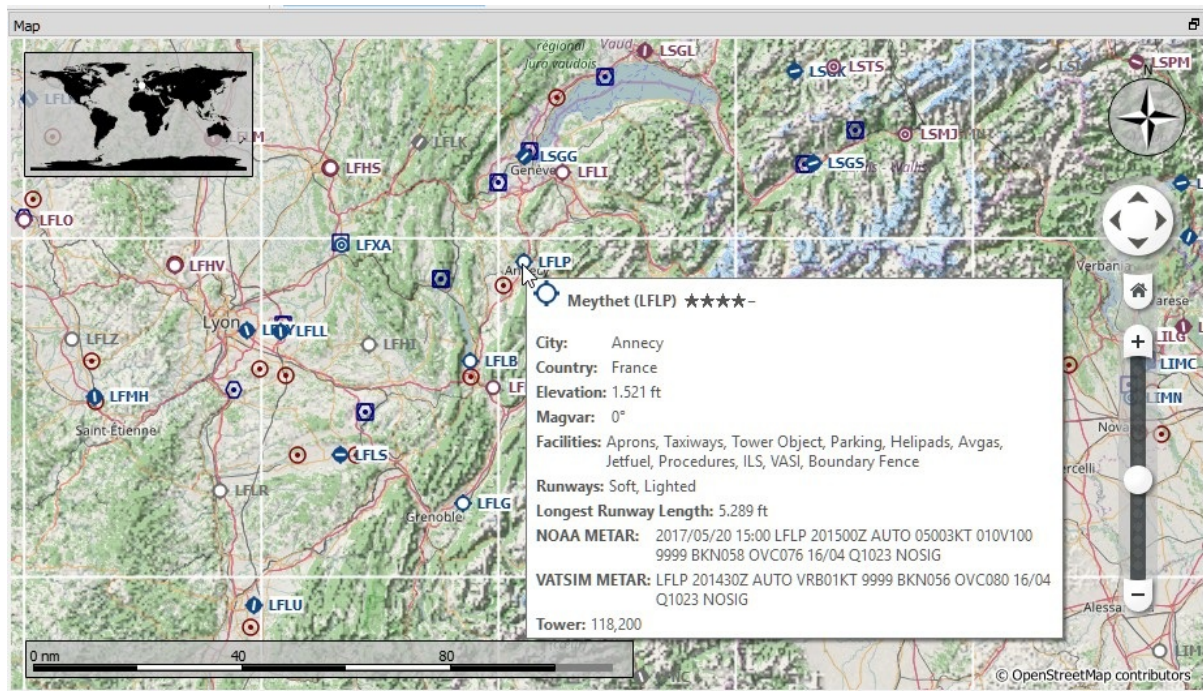 Map
régional
Jura vaudois
Vaud
LSGL
LSTS
LSPM
N
LFLK
LSMJ
LFHS
LSGG
Genève
LFLI
LSGS
LFLO
LFXA
LFLP
LFHV
Annecy
Verbania
Varese
Lyon
LFLL
LFLZ
LFHI
LFLB
LILG
LIMC
LIMN
LFMH
Saint-Étienne
LFLS
LFLR
LFLG
Grenoble
LFLU
Meythet (LFLP) ★★★★–
City: Annecy
Country: France
Elevation: 1.521 ft
Magvar: 0°
Facilities: Aprons, Taxiways, Tower Object, Parking, Helipads, Avgas,
Jetfuel, Procedures, ILS, VASI, Boundary Fence
Runways: Soft, Lighted
Longest Runway Length: 5.289 ft
NOAA METAR: 2017/05/20 15:00 LFLP 201500Z AUTO 05003KT 010V100
9999 BKN058 OVC076 16/04 Q1023 NOSIG
VATSIM METAR: LFLP 201430Z AUTO VRB01KT 9999 BKN056 OVC080 16/04
Q1023 NOSIG
Tower: 118,200
+
−
0 nm 40 80
© OpenStreetMap contributors